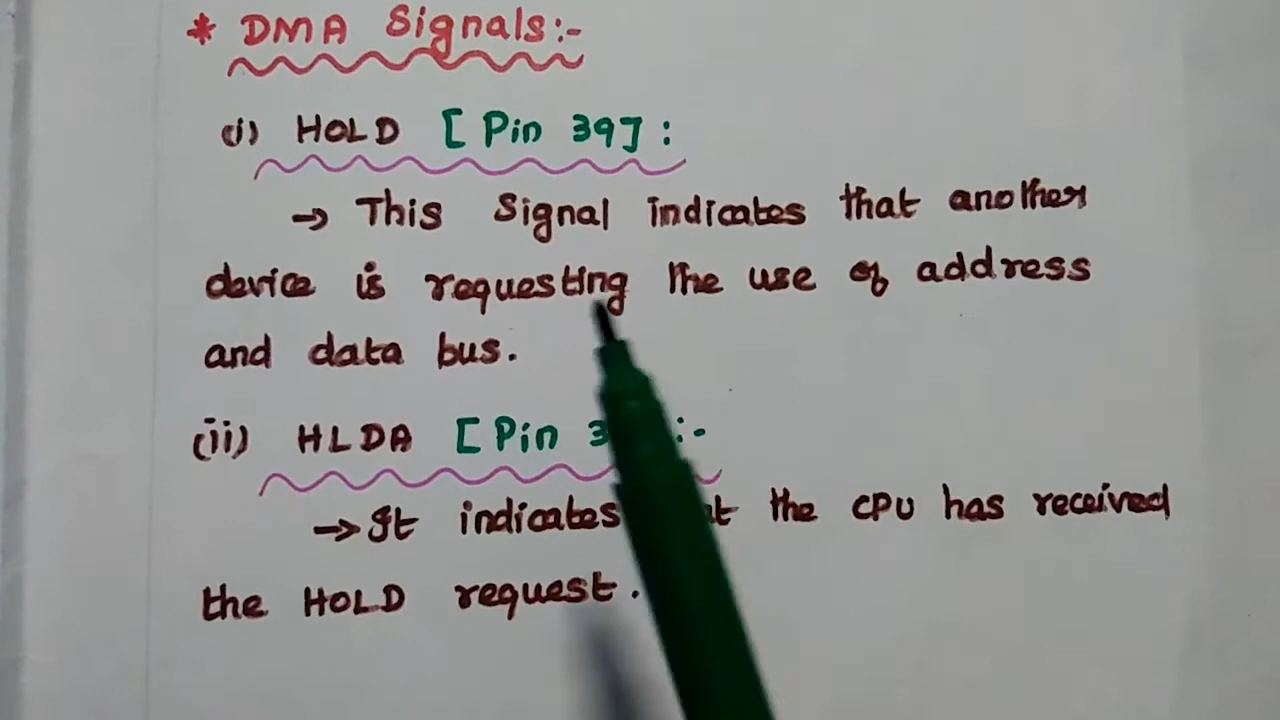 * DMA Signals:-
(i) HOLD [Pin 39]:
→ This Signal indicates that another
device is requesting the use of address
and data bus.
(ii) HLDA [Pin 3 :-
→ It indicates the CPU has received
the HOLD request.